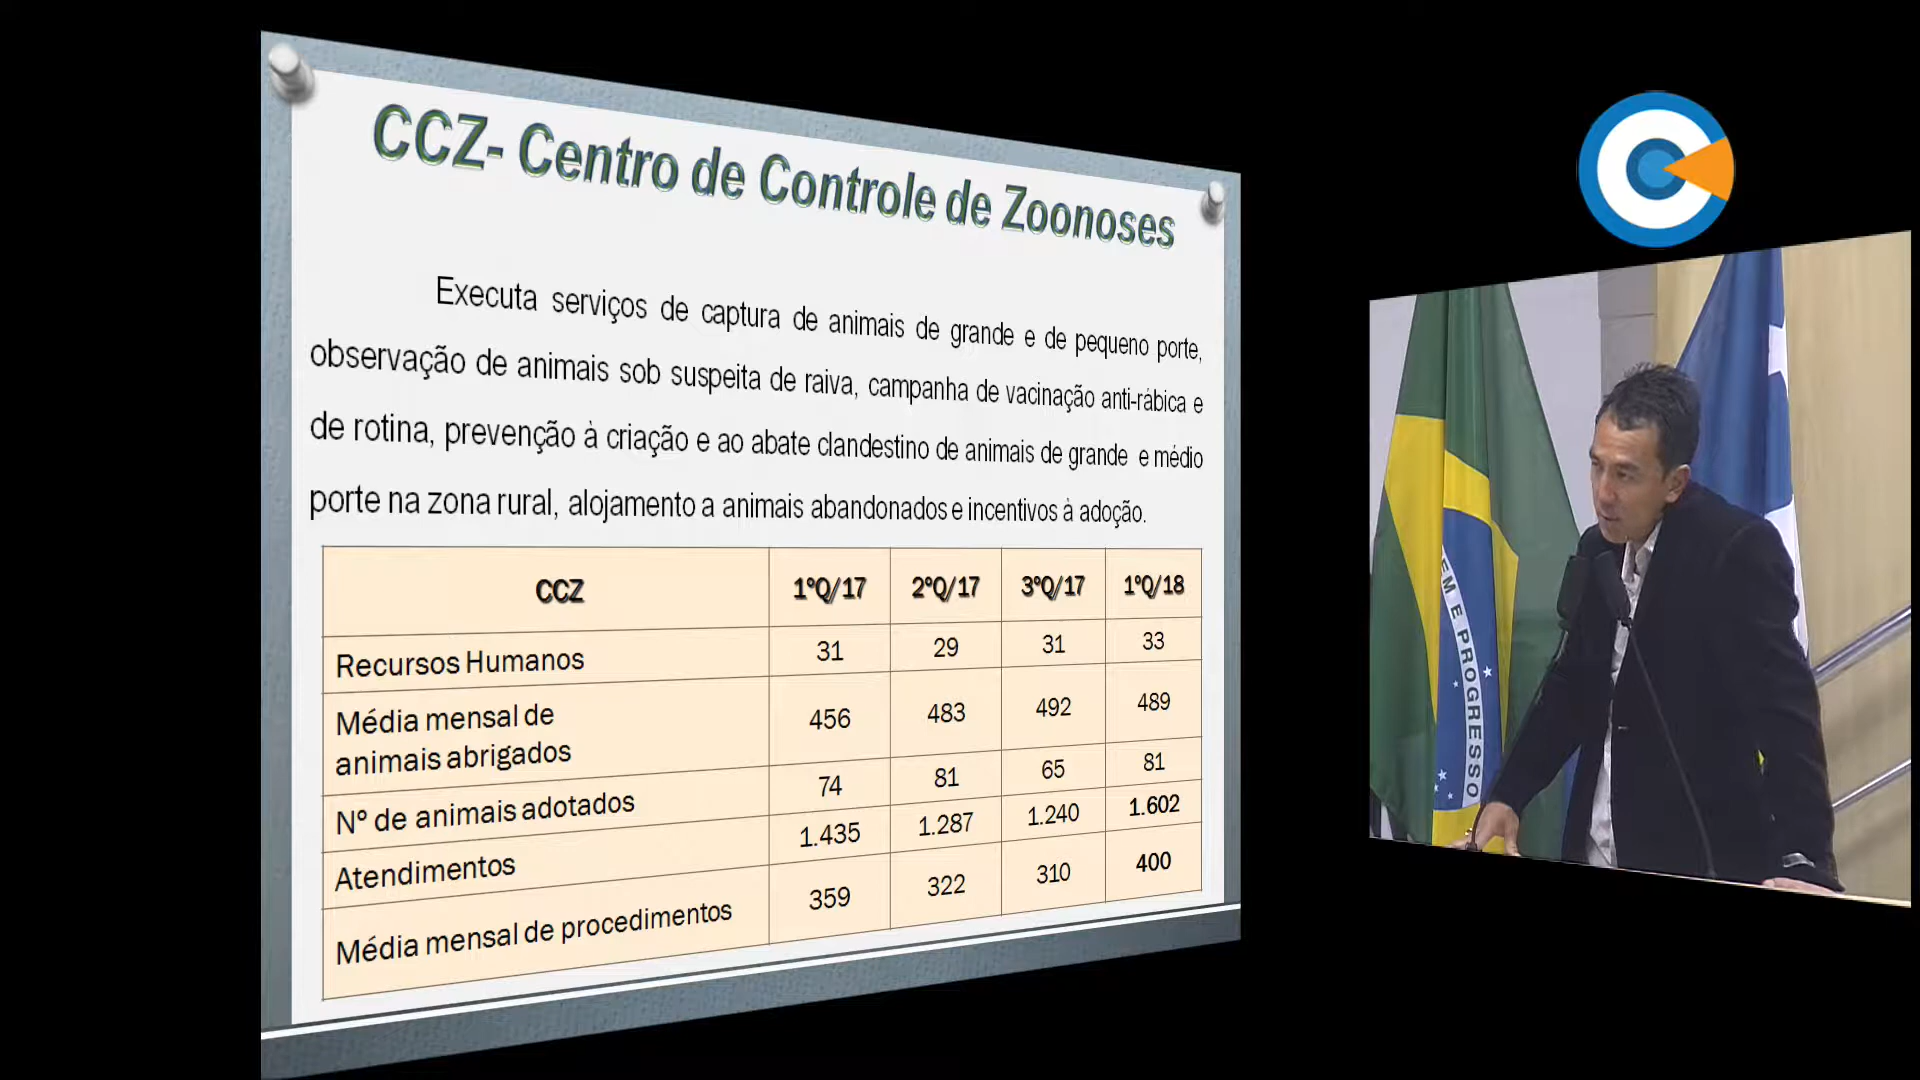 CCZ- Centro de Controle de Zoonoses
Executa serviços de captura de animais de grande e de pequeno porte,
observação de animais sob suspeita de raiva, campanha de vacinação anti-rábica e
de rotina, prevenção à criação e ao abate clandestino de animais de grande e médio
porte na zona rural, alojamento a animais abandonados e incentivos à adoção.
CCZ 1ºQ/17 2ºQ/17 3ºQ/17 1ºQ/18
Recursos Humanos 31 29 31 33
Média mensal de
animais abrigados 456 483 492 489
Nº de animais adotados 74 81 65 81
Atendimentos 1.435 1.287 1.240 1.602
Média mensal de procedimentos 359 322 310 400
EM E PROGRESSO